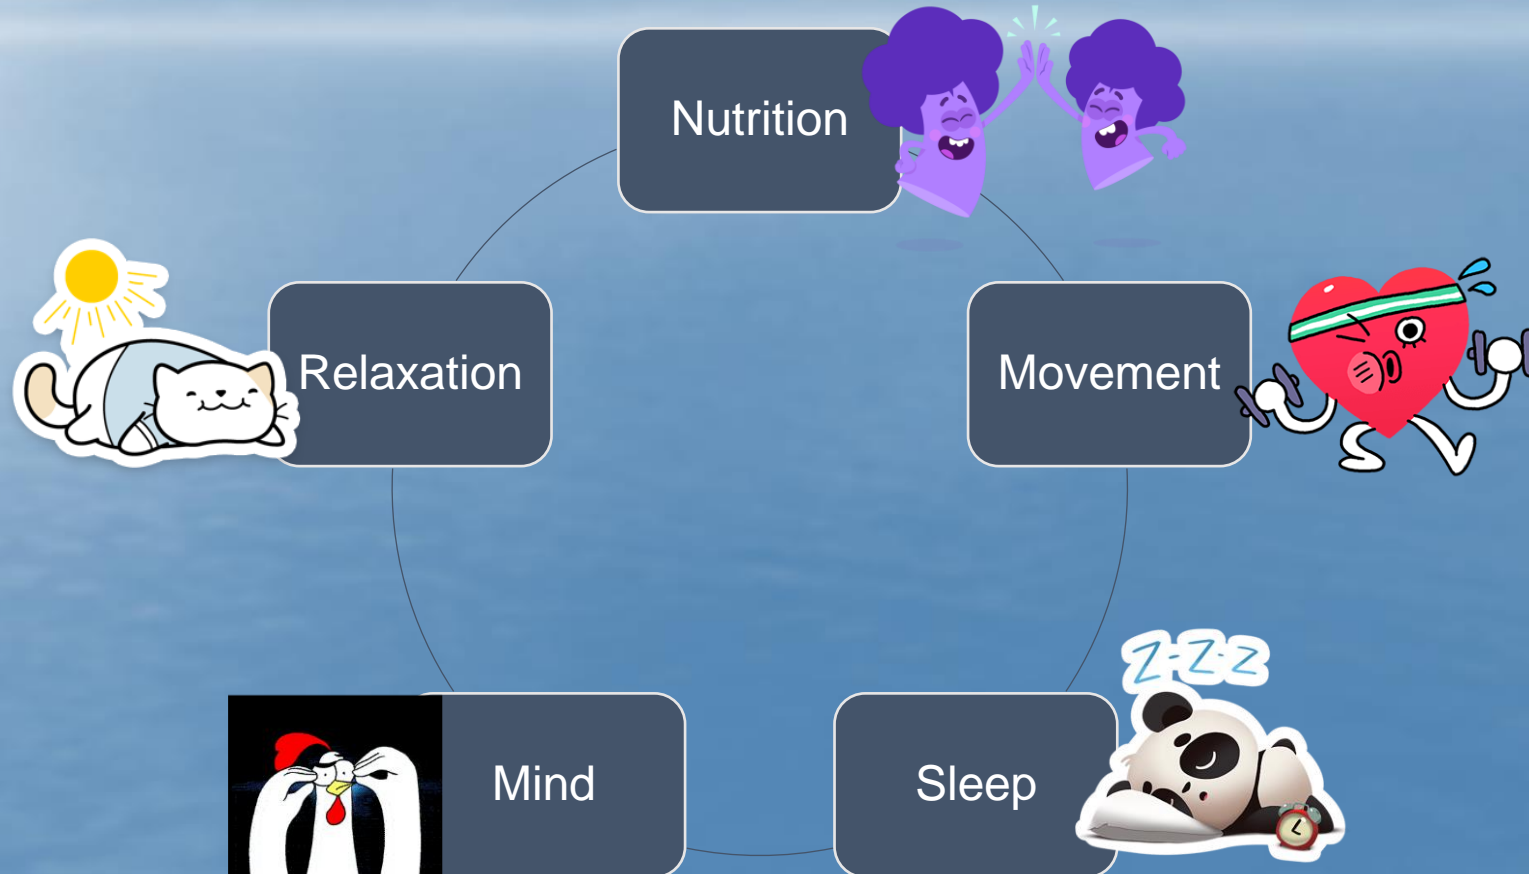 Nutrition
Relaxation
Movement
Z-Z-Z
Mind
Sleep